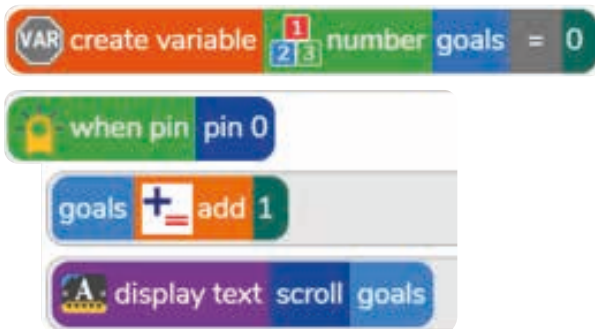 VAR create variable 1 2 3 number goals = 0
when pin pin 0
goals += add 1
A display text scroll goals